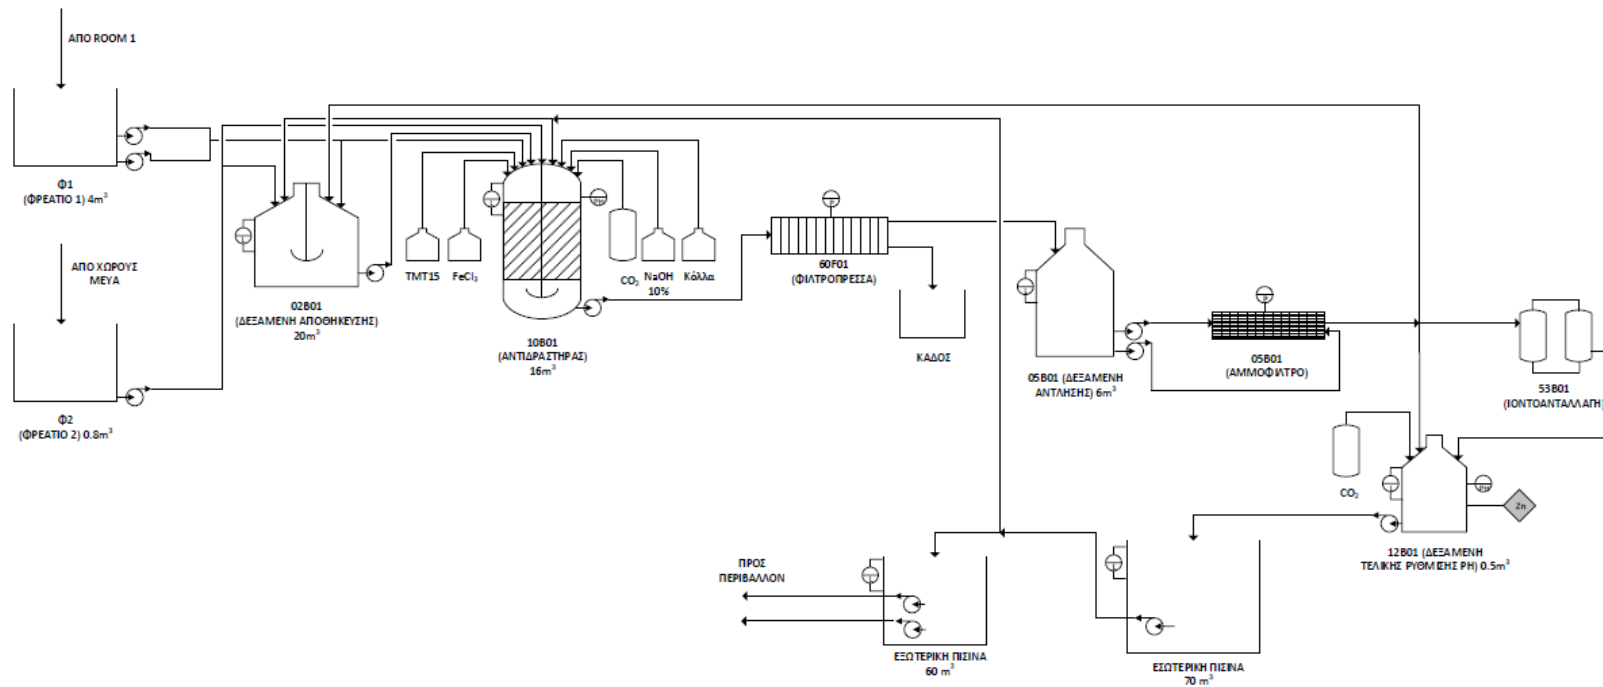 ΑΠΟ ROOM 1
Φ1
(ΦΡΕΑΤΙΟ 1) 4m³
ΑΠΟ ΧΩΡΟΥΣ
ΜΕΥΑ
Φ2
(ΦΡΕΑΤΙΟ 2) 0.8m³
02B01
(ΔΕΞΑΜΕΝΗ ΑΠΟΘΗΚΕΥΣΗΣ)
20m³
TMT15
FeCl₃
10B01
(ΑΝΤΙΔΡΑΣΤΗΡΑΣ)
16m³
PH
CO₂
NaOH
10%
Κόλλα
P
60F01
(ΦΙΛΤΡΟΠΡΕΣΣΑ)
ΚΑΔΟΣ
05B01 (ΔΕΞΑΜΕΝΗ
ΑΝΤΛΗΣΗΣ) 6m³
P
05B01
(ΑΜΜΟΦΙΛΤΡΟ)
53B01
(ΙΟΝΤΟΑΝΤΑΛΛΑΓΗ)
CO₂
PH
Zn
12B01 (ΔΕΞΑΜΕΝΗ
ΤΕΛΙΚΗΣ ΡΥΘΜΙΣΗΣ PH) 0.5m³
ΠΡΟΣ
ΠΕΡΙΒΑΛΛΟΝ
ΕΞΩΤΕΡΙΚΗ ΠΙΣΙΝΑ
60 m³
ΕΣΩΤΕΡΙΚΗ ΠΙΣΙΝΑ
70 m³